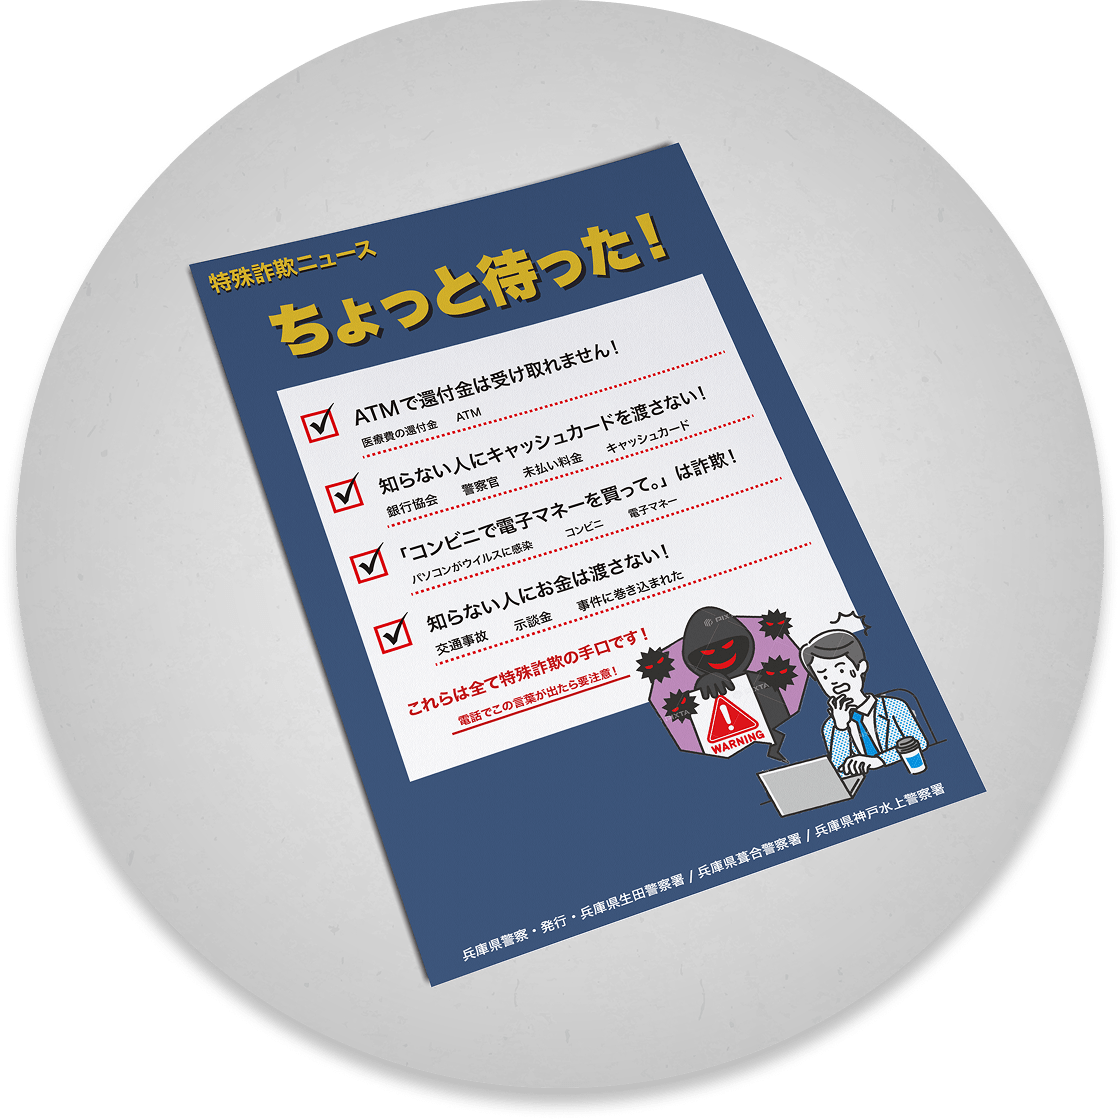 特殊詐欺ニュース
ちょっと待った!
ATMで還付金は受け取れません!
医療費の還付金 ATM
知らない人にキャッシュカードを渡さない!
銀行協会 警察官 未払い料金 キャッシュカード
「コンビニで電子マネーを買って。」は詐欺!
パソコンがウイルスに感染 コンビニ 電子マネー
知らない人にお金は渡さない!
交通事故 示談金 事件に巻き込まれた
これらは全て特殊詐欺の手口です!
電話でこの言葉が出たら要注意!
WARNING
兵庫県警察・発行・兵庫県生田警察署 / 兵庫県葺合警察署 / 兵庫県神戸水上警察署